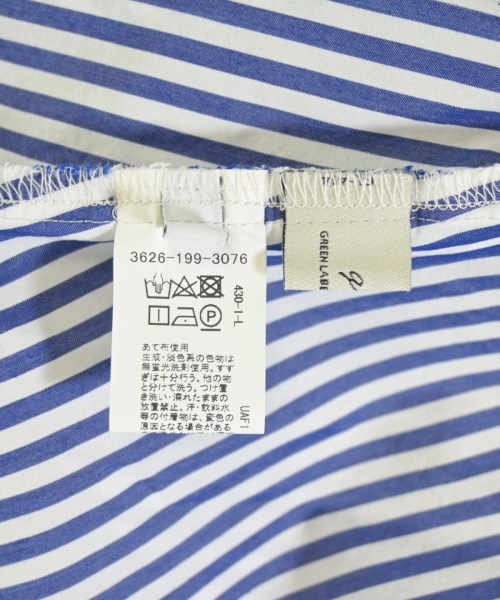 3626-199-3076
430-I-L
P
あて布使用
生成・淡色系の色物は
無蛍光洗剤使用。すす
ぎは十分行う。他の物
と分けて洗う。つけ置
き洗い・濡れたままの
放置禁止。汗・飲料水
等の付着物は、変色の
原因となる場合がある
UAF1
GREEN LABE